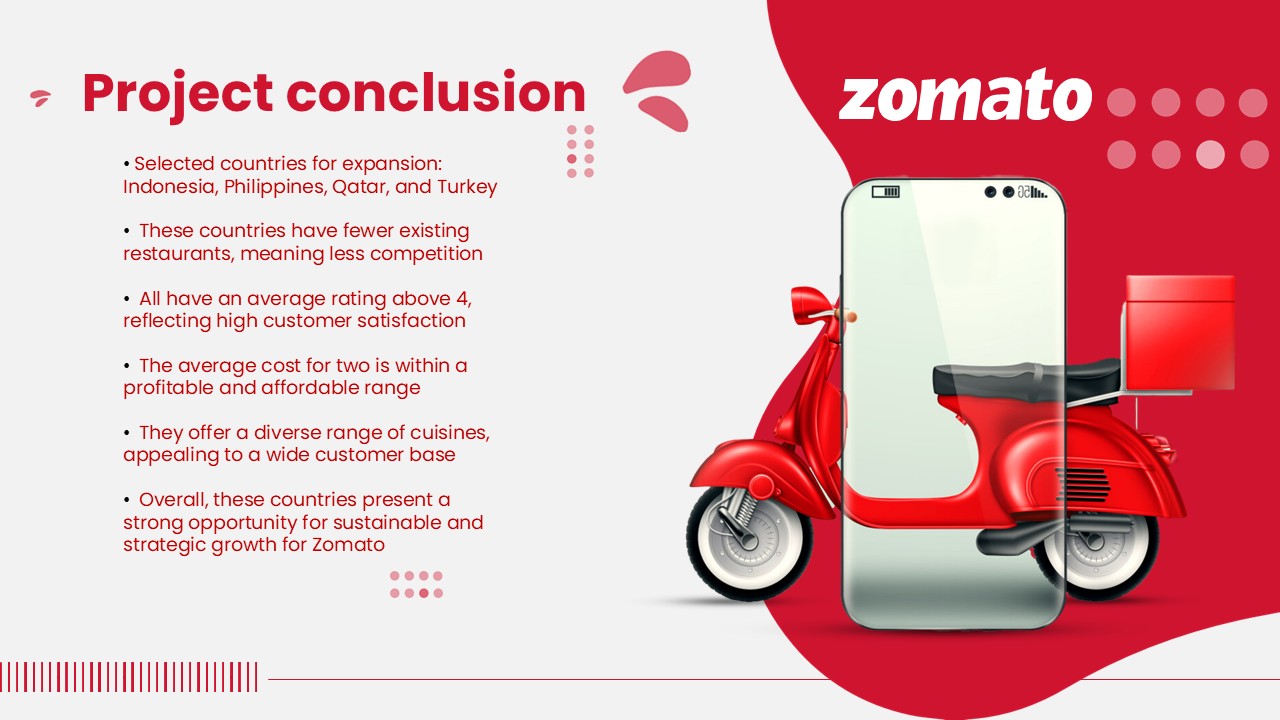 Project conclusion
zomato
• Selected countries for expansion:
Indonesia, Philippines, Qatar, and Turkey
• These countries have fewer existing
restaurants, meaning less competition
• All have an average rating above 4,
reflecting high customer satisfaction
• The average cost for two is within a
profitable and affordable range
• They offer a diverse range of cuisines,
appealing to a wide customer base
• Overall, these countries present a
strong opportunity for sustainable and
strategic growth for Zomato
5G